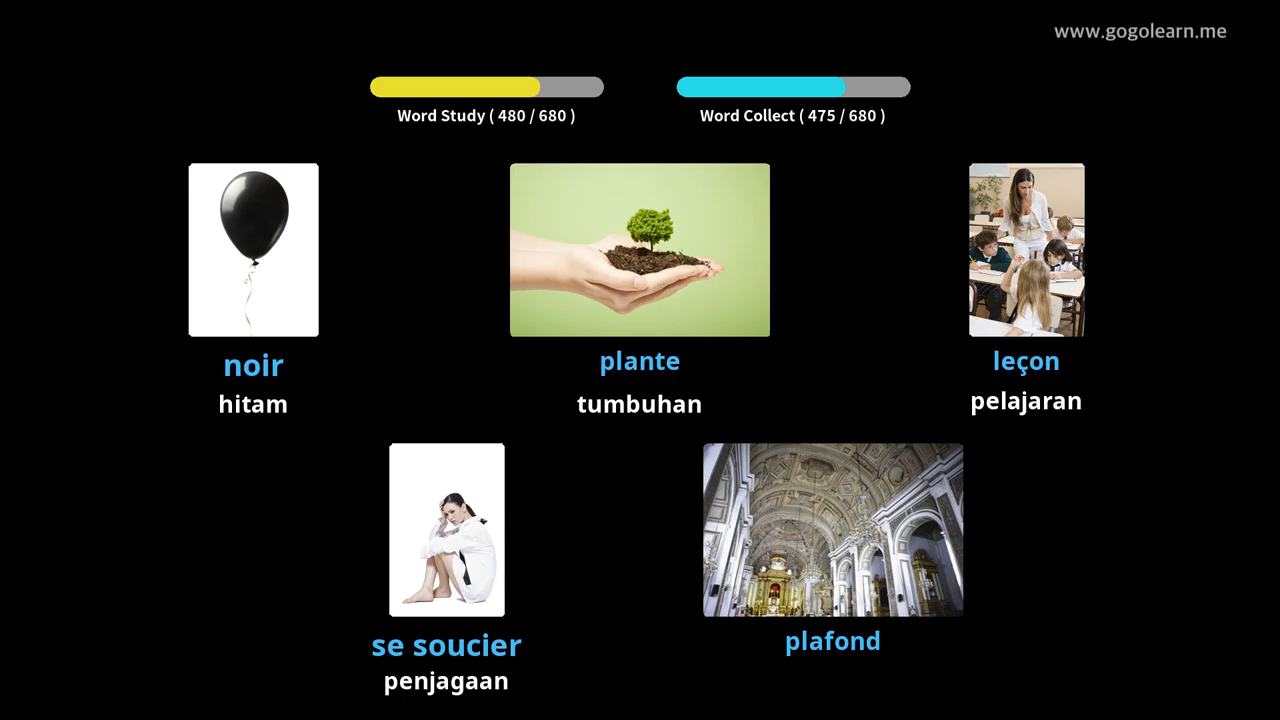 www.gogolearn.me
Word Study ( 480 / 680 )
Word Collect ( 475 / 680 )
noir
hitam
plante
tumbuhan
leçon
pelajaran
se soucier
penjagaan
plafond